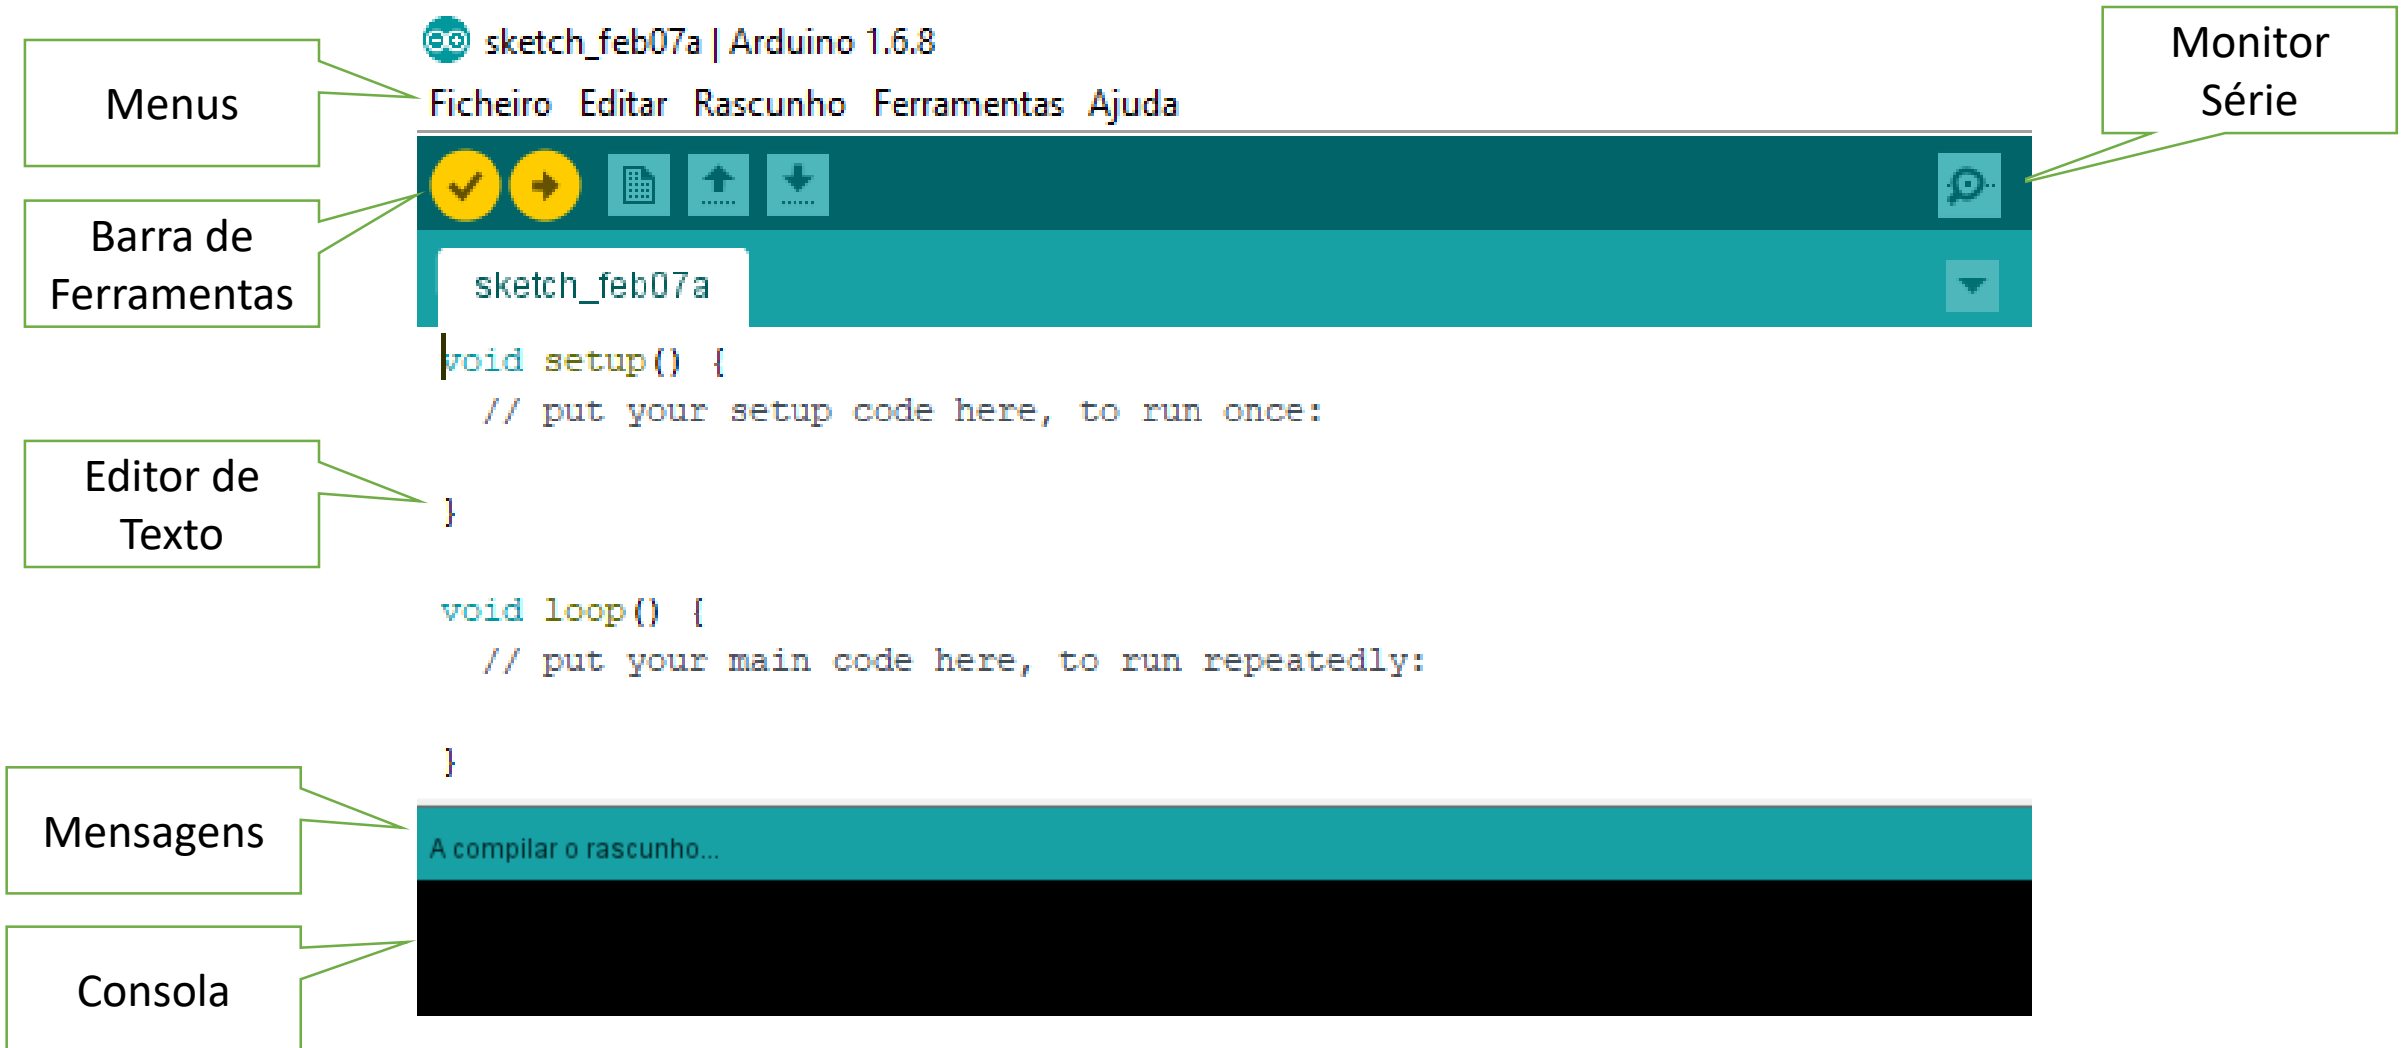 sketch_feb07a | Arduino 1.6.8
Monitor
Série
Menus
Ficheiro Editar Rascunho Ferramentas Ajuda
Barra de
Ferramentas
sketch_feb07a
void setup() {
// put your setup code here, to run once:
Editor de
Texto
}
void loop() {
// put your main code here, to run repeatedly:
}
Mensagens
A compilar o rascunho...
Consola